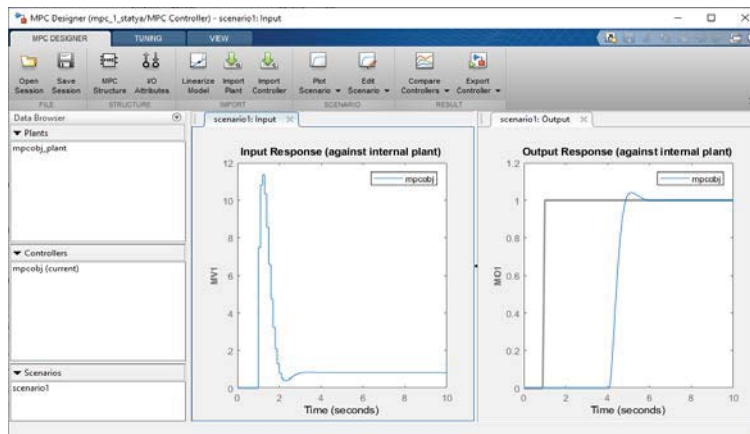 MPC Designer (mpc_1_statya/MPC Controller) - scenario1: Input
MPC DESIGNER TUNING VIEW
Open Session
Save Session
MPC Structure
I/O Attributes
Linearize Model
Import Plant
Import Controller
Plot Scenario
Edit Scenario
Compare Controllers
Export Controller
FILE STRUCTURE IMPORT SCENARIO RESULT
Data Browser
Plants
mpcobj_plant
Controllers
mpcobj (current)
Scenarios
scenario1
scenario1: Input
Input Response (against internal plant)
mpcobj
12
10
8
6
4
2
0
MV1
0 2 4 6 8 10
Time (seconds)
scenario1: Output
Output Response (against internal plant)
mpcobj
1.2
1
0.8
0.6
0.4
0.2
0
MO1
0 2 4 6 8 10
Time (seconds)